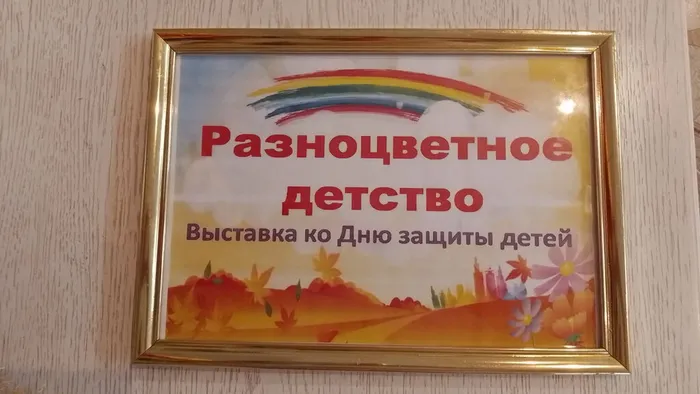 Разноцветное
детство
Выставка ко Дню защиты детей